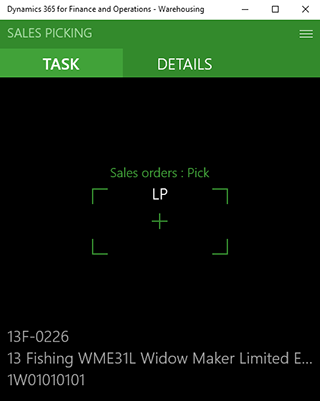 Dynamics 365 for Finance and Operations - Warehousing
SALES PICKING
TASK DETAILS
Sales orders : Pick
LP
13F-0226
13 Fishing WME31L Widow Maker Limited E...
1W01010101